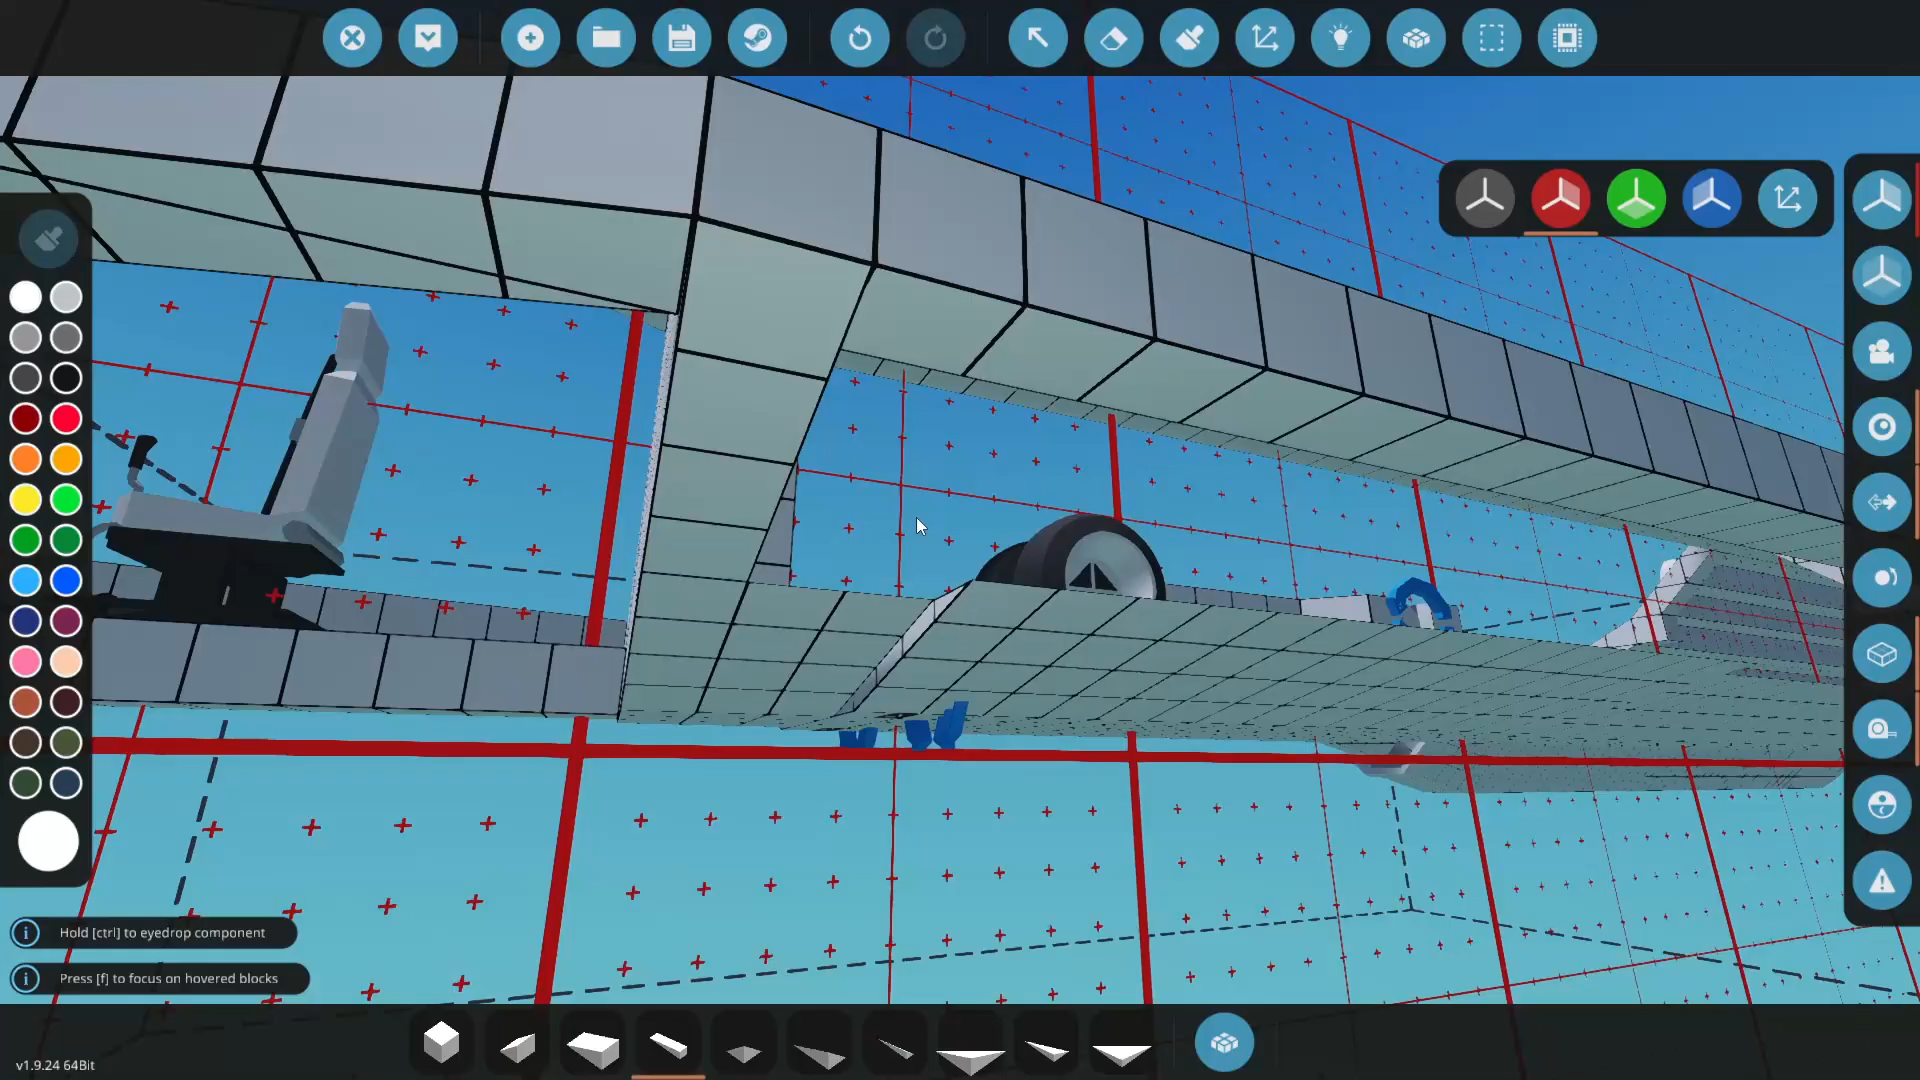 Hold [ctrl] to eyedrop component
Press [f] to focus on hovered blocks
v1.9.24 64Bit